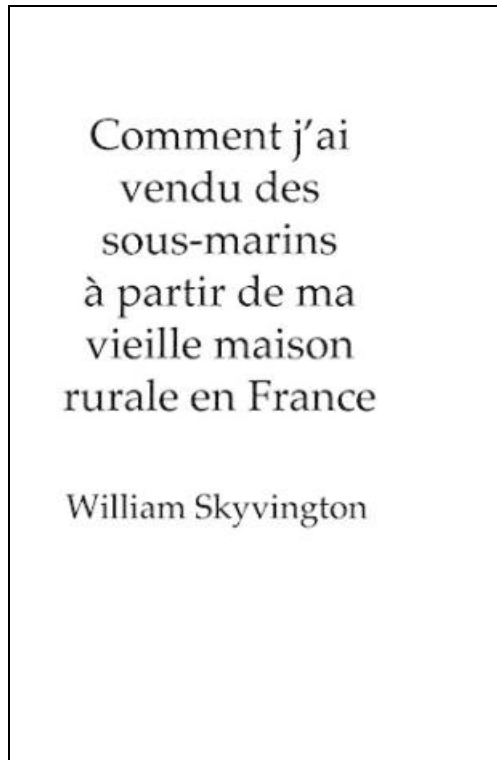 Comment j’ai
vendu des
sous-marins
à partir de ma
vieille maison
rurale en France
William Skyvington